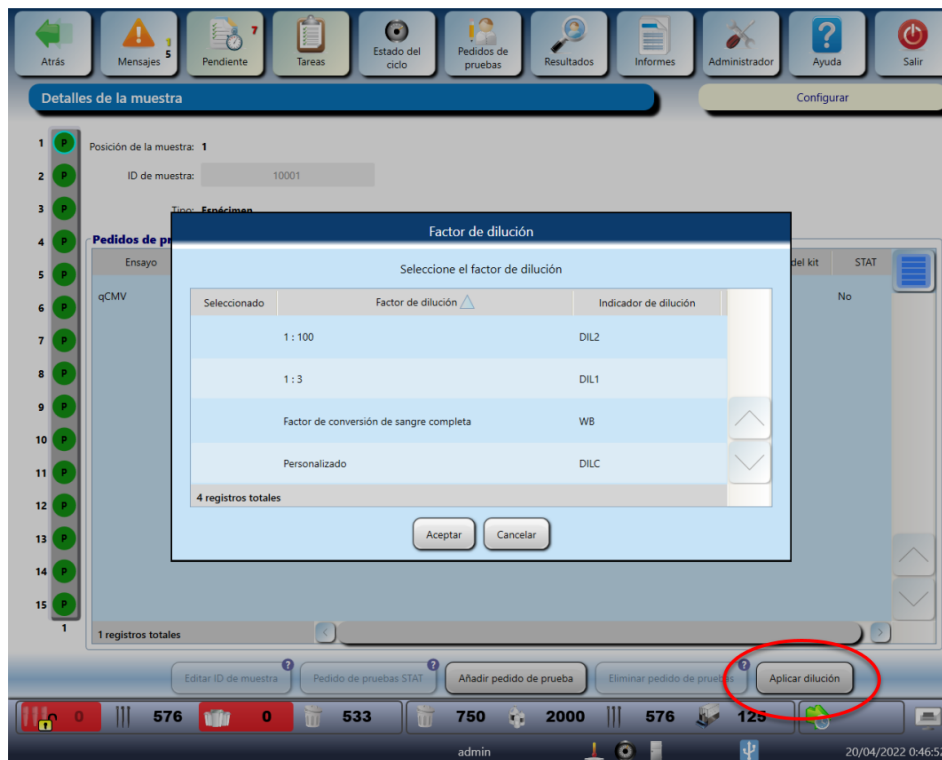 1
5
7
Atrás
Mensajes
Pendiente
Tareas
Estado del ciclo
Pedidos de pruebas
Resultados
Informes
Administrador
Ayuda
Salir
Detalles de la muestra
Configurar
Posición de la muestra: 1
ID de muestra: 10001
Tipo: Espécimen
Pedidos de pr
Ensayo
del kit
STAT
qCMV
No
Factor de dilución
Seleccione el factor de dilución
Seleccionado
Factor de dilución
Indicador de dilución
1 : 100
DIL2
1 : 3
DIL1
Factor de conversión de sangre completa
WB
Personalizado
DILC
4 registros totales
Aceptar
Cancelar
1 P
2 P
3 P
4 P
5 P
6 P
7 P
8 P
9 P
10 P
11 P
12 P
13 P
14 P
15 P
1
1 registros totales
Editar ID de muestra ?
Pedido de pruebas STAT ?
Añadir pedido de prueba
Eliminar pedido de pruebas ?
Aplicar dilución
0
576
0
533
750
2000
576
125
admin
20/04/2022 0:46:52